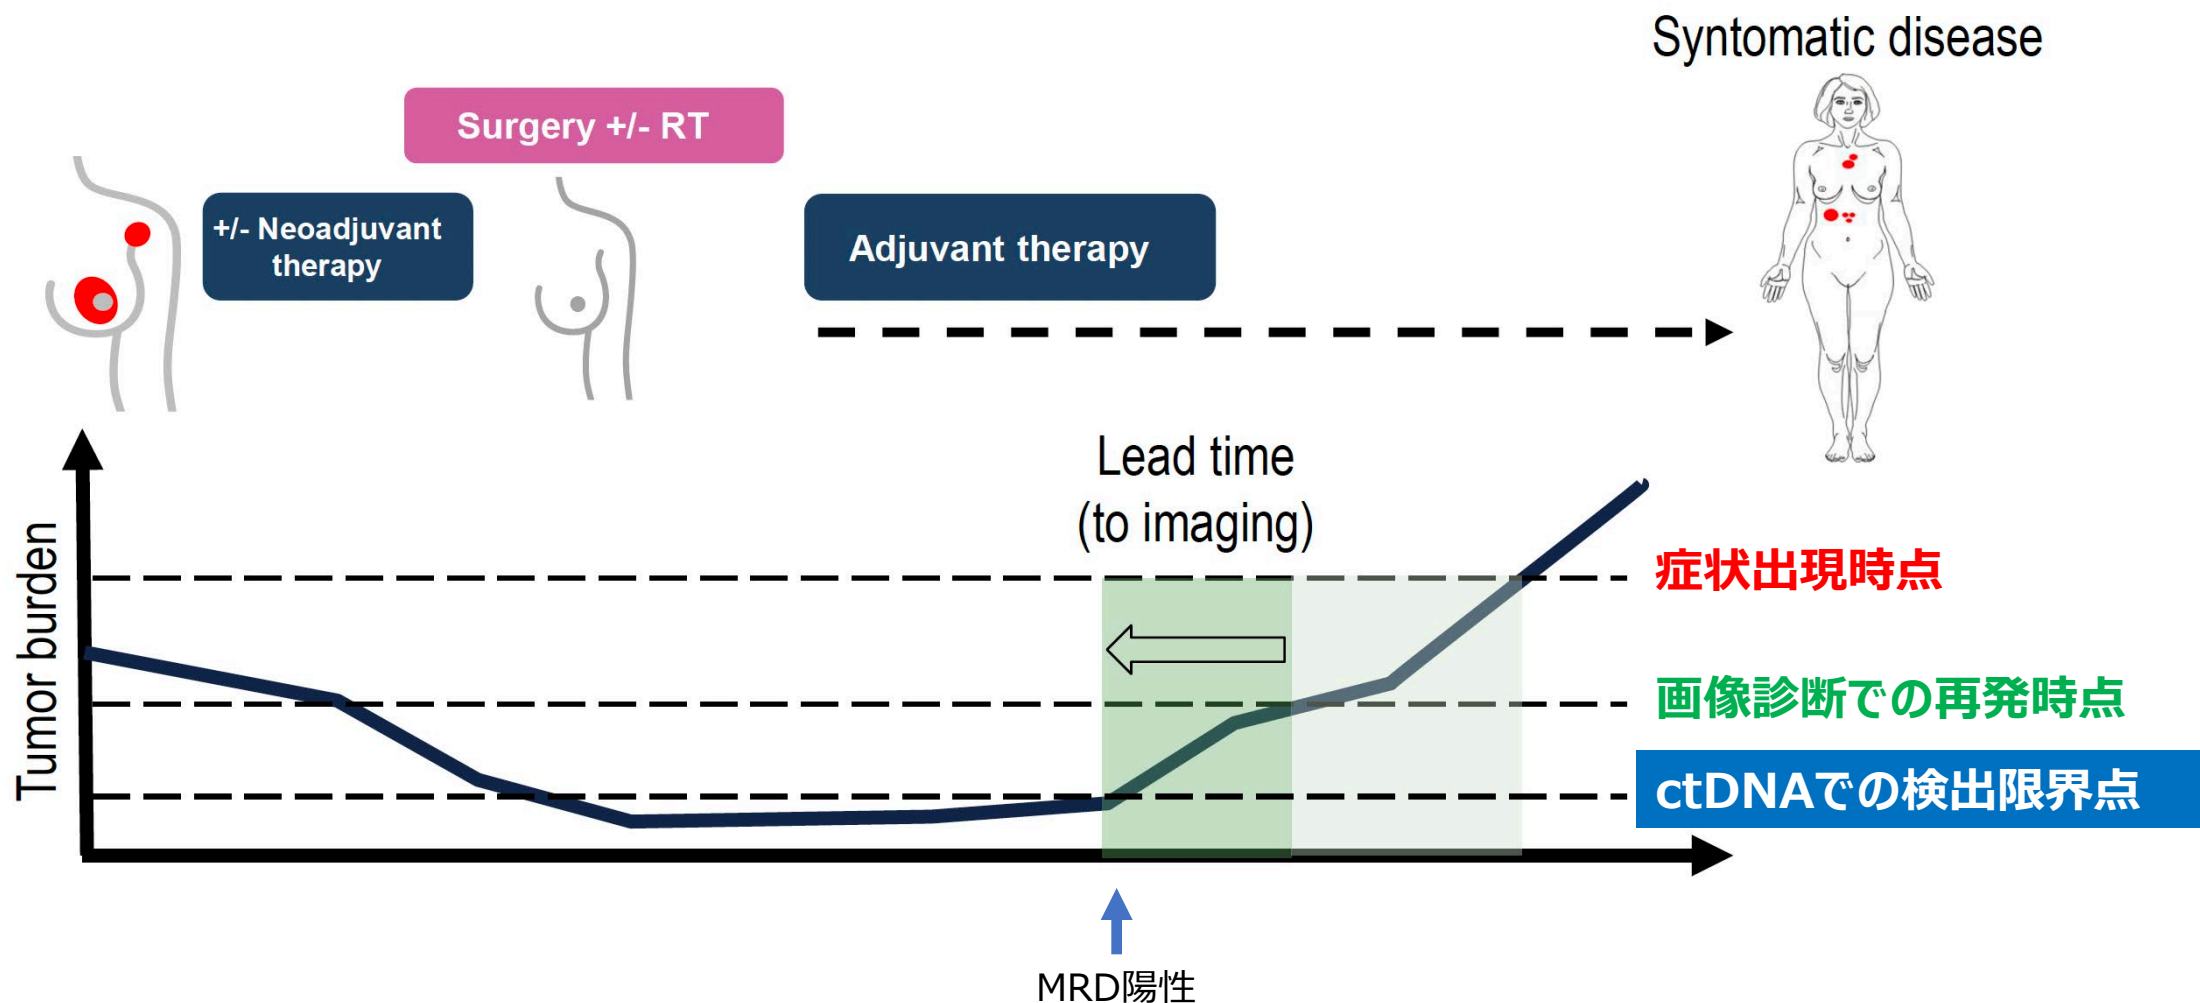 Syntomatic disease
Surgery +/- RT
+/- Neoadjuvant
therapy
Adjuvant therapy
Lead time
(to imaging)
Tumor burden
症状出現時点
画像診断での再発時点
ctDNAでの検出限界点
MRD陽性